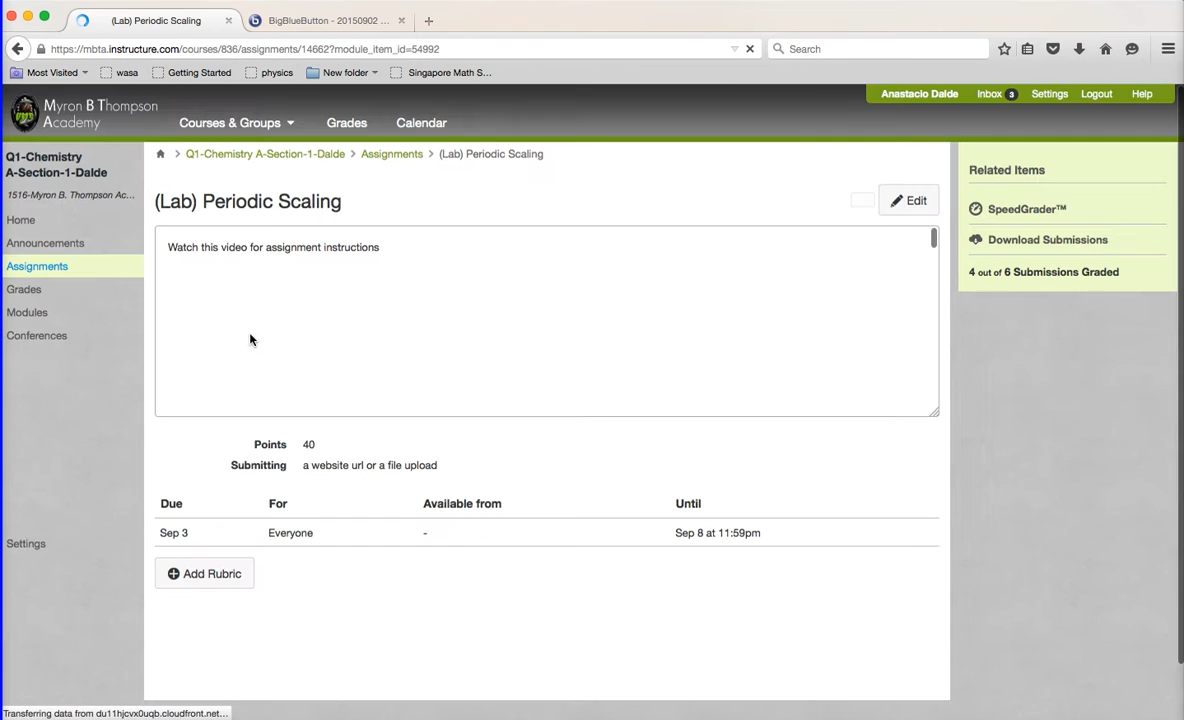 (Lab) Periodic Scaling
BigBlueButton - 20150902 ...
https://mbta.instructure.com/courses/836/assignments/14662?module_item_id=54992
Search
Most Visited
wasa
Getting Started
physics
New folder
Singapore Math S...
Myron B Thompson
Academy
Courses & Groups
Grades
Calendar
Anastacio Dalde
Inbox 3
Settings
Logout
Help
Q1-Chemistry
A-Section-1-Dalde
1516-Myron B. Thompson Ac...
Home
Announcements
Assignments
Grades
Modules
Conferences
Settings
Q1-Chemistry A-Section-1-Dalde > Assignments > (Lab) Periodic Scaling
(Lab) Periodic Scaling
Edit
Watch this video for assignment instructions
Points 40
Submitting a website url or a file upload
Due For Available from Until
Sep 3 Everyone - Sep 8 at 11:59pm
Add Rubric
Related Items
SpeedGrader™
Download Submissions
4 out of 6 Submissions Graded
Transferring data from du11hjcvx0uqb.cloudfront.net...